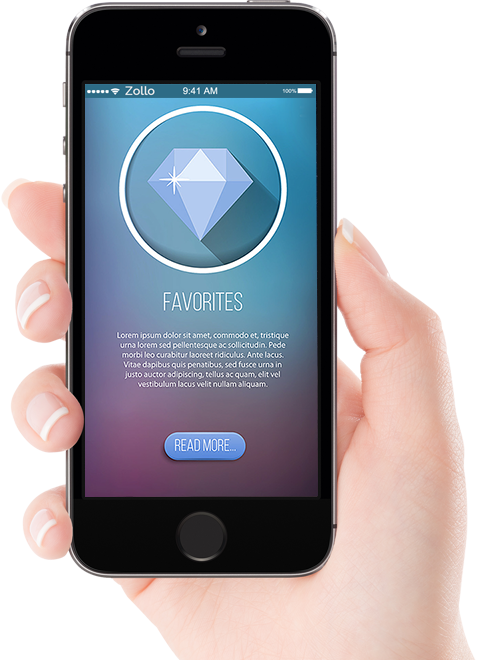 Zollo 9:41 AM 100%
FAVORITES
Lorem ipsum dolor sit amet, commodo et, tristique
urna lorem sed pellentesque ac sollicitudin. Pede
morbi leo curabitur laoreet ridiculus. Ante lacus.
Vitae dapibus quis penatibus, sed fusce urna in
justo auctor adipiscing, tellus ac quam, elit vel
vestibulum lacus velit nullam aliquam.
READ MORE...